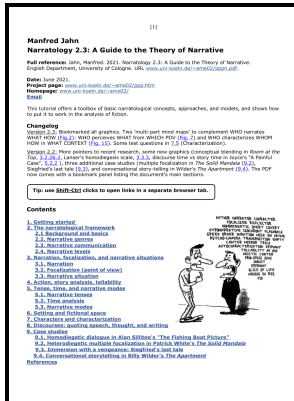 [1]
Manfred Jahn
Narratology 2.3: A Guide to the Theory of Narrative
Full reference: Jahn, Manfred. 2021. Narratology 2.3: A Guide to the Theory of Narrative.
English Department, University of Cologne. URL www.uni-koeln.de/~ame02/pppn.pdf.
Date: June 2021.
Project page: www.uni-koeln.de/~ame02/ppp.htm
Homepage: www.uni-koeln.de/~ame02/
Email
This tutorial offers a toolbox of basic narratological concepts, approaches, and models, and shows how
to put it to work in the analysis of fiction.
Changelog
Version 2.3: Bookmarked all graphics. Two 'multi-part mind maps' to complement WHO narrates
WHAT HOW (Fig.2); WHO perceives WHAT from WHICH POV (Fig. 7) and WHO characterizes WHOM
HOW in WHAT CONTEXT (Fig. 15). Some test questions in 7.5 (Characterization).
Version 2.2: More pointers to recent research, some new graphics (conceptual blending in Room at the
Top, 3.2.26.2, Lanser's homodiegesis scale, 3.3.3; discourse time vs story time in Joyce's "A Painful
Case", 5.2.2 ), three additional case studies (multiple focalization in The Solid Mandala (9.2),
Siegfried's last tale (9.3), and conversational story-telling in Wilder's The Apartment (9.4). The PDF
now comes with a bookmark panel listing the document's main sections.
Tip: use Shift-Ctrl clicks to open links in a separate browser tab.
Contents
1. Getting started
2. The narratological framework
2.1 Background and basics
2.2. Narrative genres
2.3. Narrative communication
2.4. Narrative levels
3. Narration, focalization, and narrative situations
3.1. Narration
3.2. Focalization (point of view)
3.3. Narrative situation
4. Action, story analysis, tellability
5. Tense, time, and narrative modes
5.1. Narrative tenses
5.2. Time analysis
5.3. Narrative modes
6. Setting and fictional space
7. Characters and characterization
8. Discourses: quoting speech, thought, and writing
9. Case studies
9.1. Homodiegetic dialogue in Alan Sillitoe's "The Fishing Boat Picture"
9.2. Heterodiegetic multiple focalization in Patrick White's The Solid Mandala
9.3. Immersion with a vengeance: Siegfried's last tale
9.4. Conversational storytelling in Billy Wilder's The Apartment
References